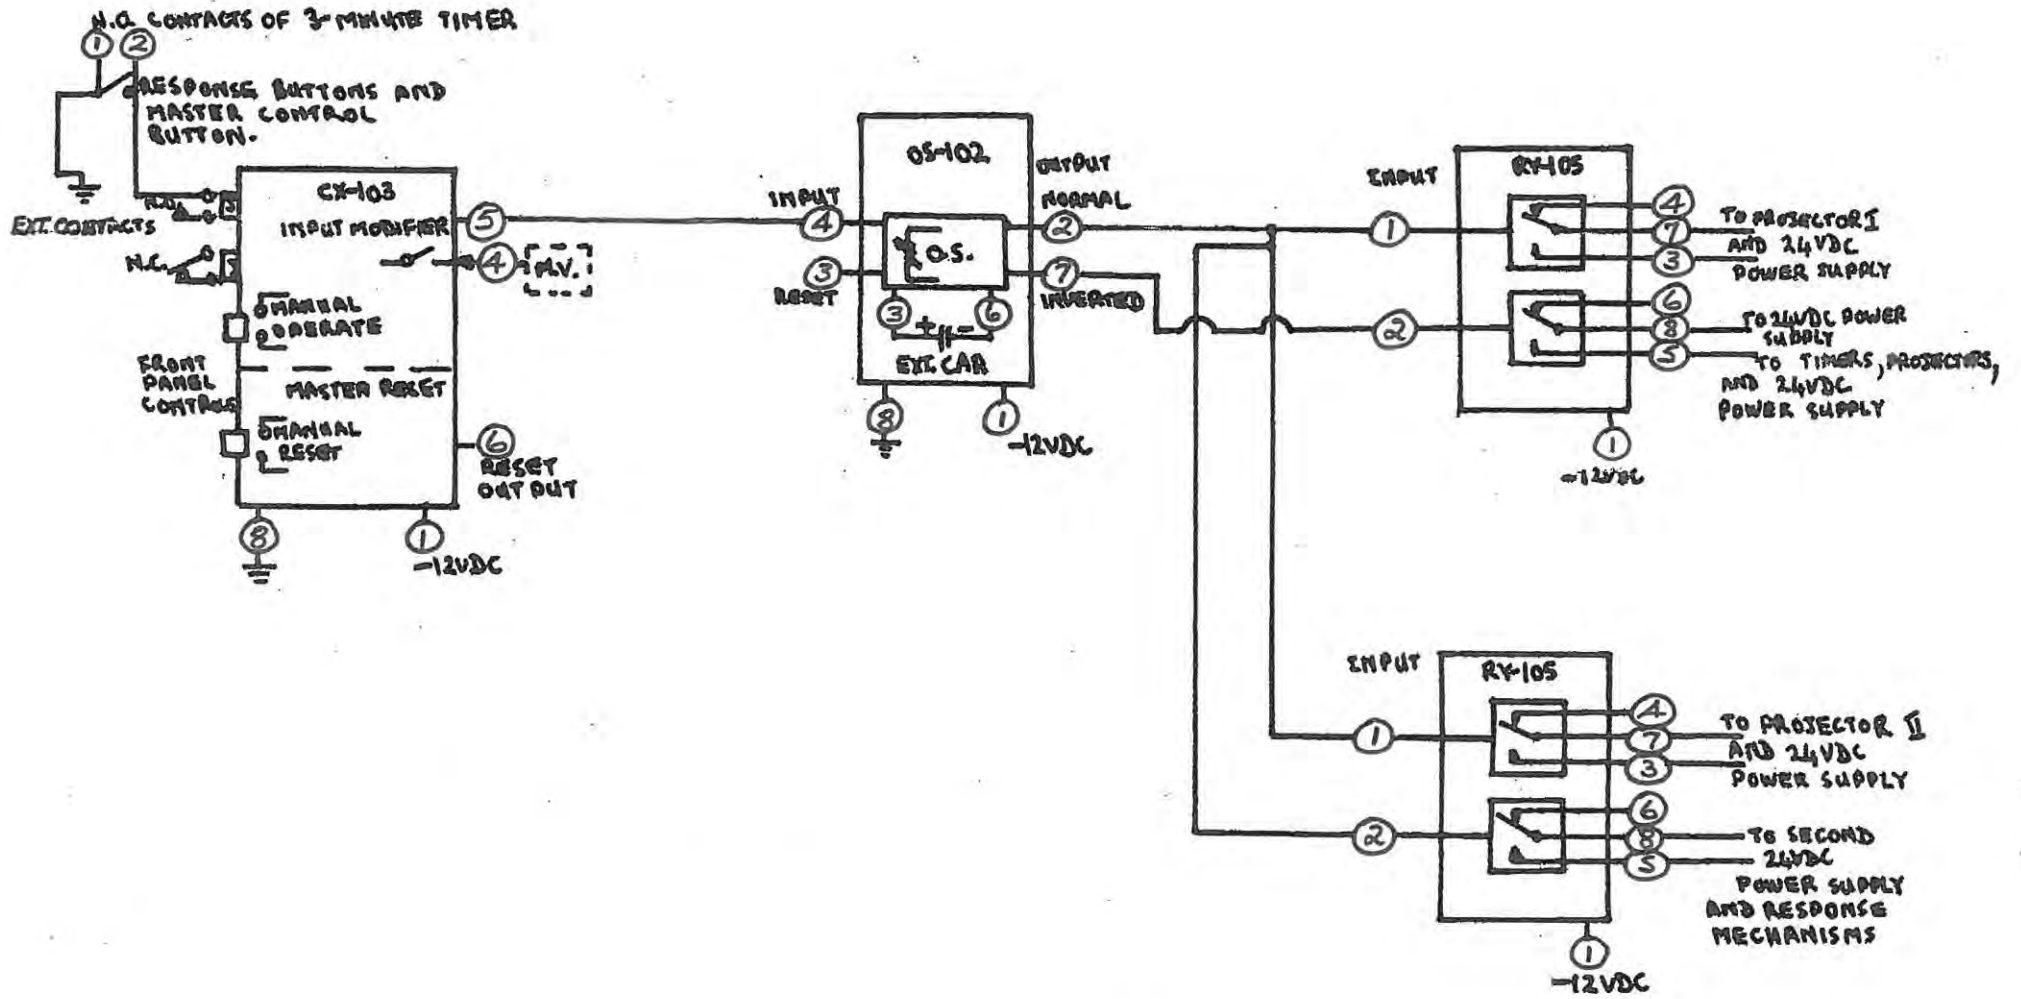 N.O. CONTACTS OF 3-MINUTE TIMER
1 2
RESPONSE BUTTONS AND
MASTER CONTROL
BUTTON.
EXT. CONTACTS
N.O.
N.C.
CX-103
INPUT MODIFIER
5
4
M.V.
MANUAL
OPERATE
FRONT
PANEL
CONTROLS
MASTER RESET
MANUAL
RESET
6
RESET
OUTPUT
8
1
-12VDC
OS-102
INPUT
4
3
RESET
O.S.
3
6
+ -
EXT. CAP
OUTPUT
NORMAL
2
7
INVERTED
8
1
-12VDC
INPUT
RY-105
1
2
4
7
3
TO PROJECTOR I
AND 24VDC
POWER SUPPLY
6
8
5
TO 24VDC POWER
SUPPLY
TO TIMERS, PROJECTORS,
AND 24VDC
POWER SUPPLY
1
-12VDC
INPUT
RY-105
1
2
4
7
3
TO PROJECTOR II
AND 24VDC
POWER SUPPLY
6
8
5
TO SECOND
24VDC
POWER SUPPLY
AND RESPONSE
MECHANISMS
1
-12VDC